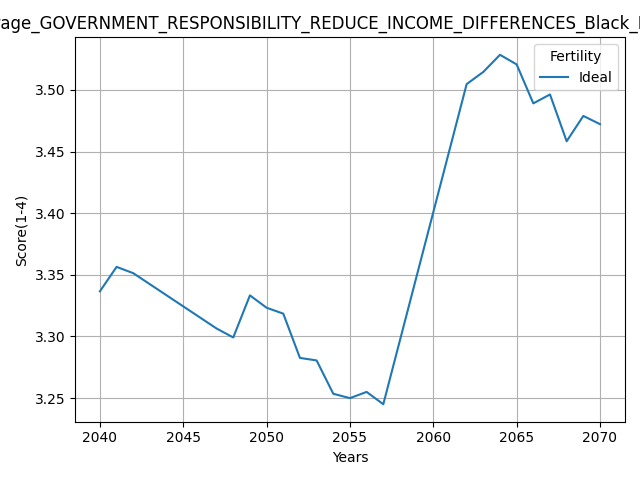 rage_GOVERNMENT_RESPONSIBILITY_REDUCE_INCOME_DIFFERENCES_Black_
Fertility
Ideal
Score(1-4)
3.50
3.45
3.40
3.35
3.30
3.25
2040 2045 2050 2055 2060 2065 2070
Years